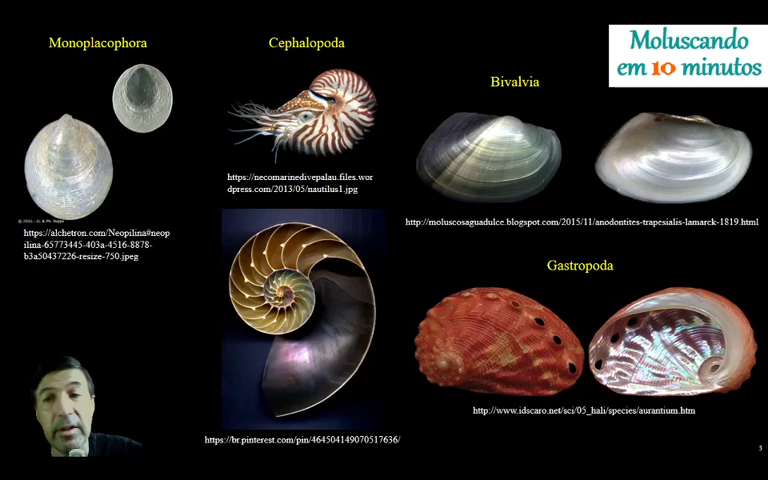 Monoplacophora
Cephalopoda
Moluscando
em 10 minutos
Bivalvia
https://necomarinedivepalau.files.wor
dpress.com/2013/05/nautilus1.jpg
https://alchetron.com/Neopilina#neop
ilina-65773445-403a-4516-8878-
b3a50437226-resize-750.jpeg
http://moluscosaguadulce.blogspot.com/2015/11/anodontites-trapesialis-lamarck-1819.html
Gastropoda
http://www.idscaro.net/sci/05_hali/species/aurantium.htm
https://br.pinterest.com/pin/464504149070517636/
3